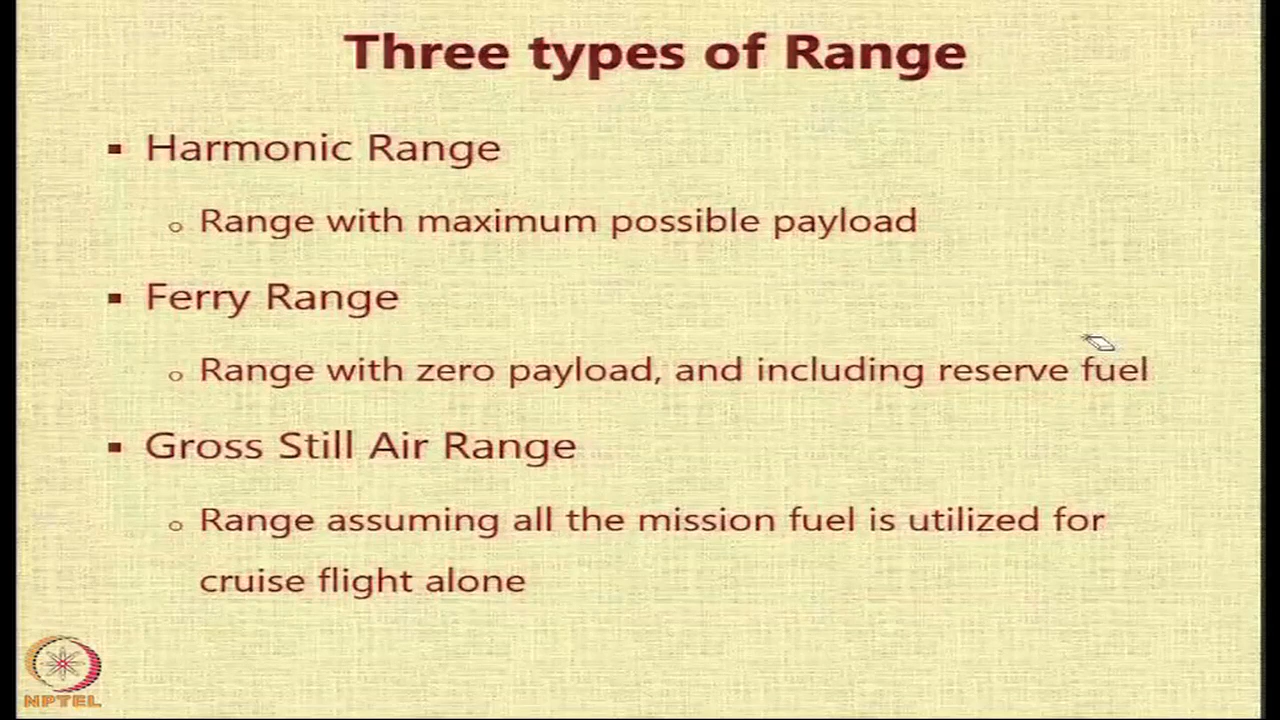 Three types of Range
▪ Harmonic Range
o Range with maximum possible payload
▪ Ferry Range
o Range with zero payload, and including reserve fuel
▪ Gross Still Air Range
o Range assuming all the mission fuel is utilized for
cruise flight alone
NPTEL